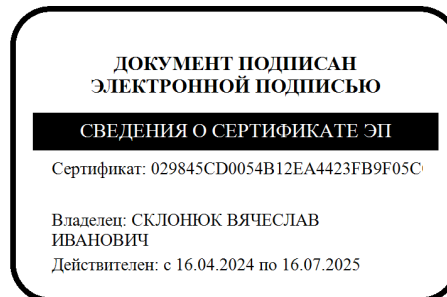 ДОКУМЕНТ ПОДПИСАН
ЭЛЕКТРОННОЙ ПОДПИСЬЮ
СВЕДЕНИЯ О СЕРТИФИКАТЕ ЭП
Сертификат: 029845CD0054B12EA4423FB9F05C
Владелец: СКЛОНЮК ВЯЧЕСЛАВ
ИВАНОВИЧ
Действителен: с 16.04.2024 по 16.07.2025